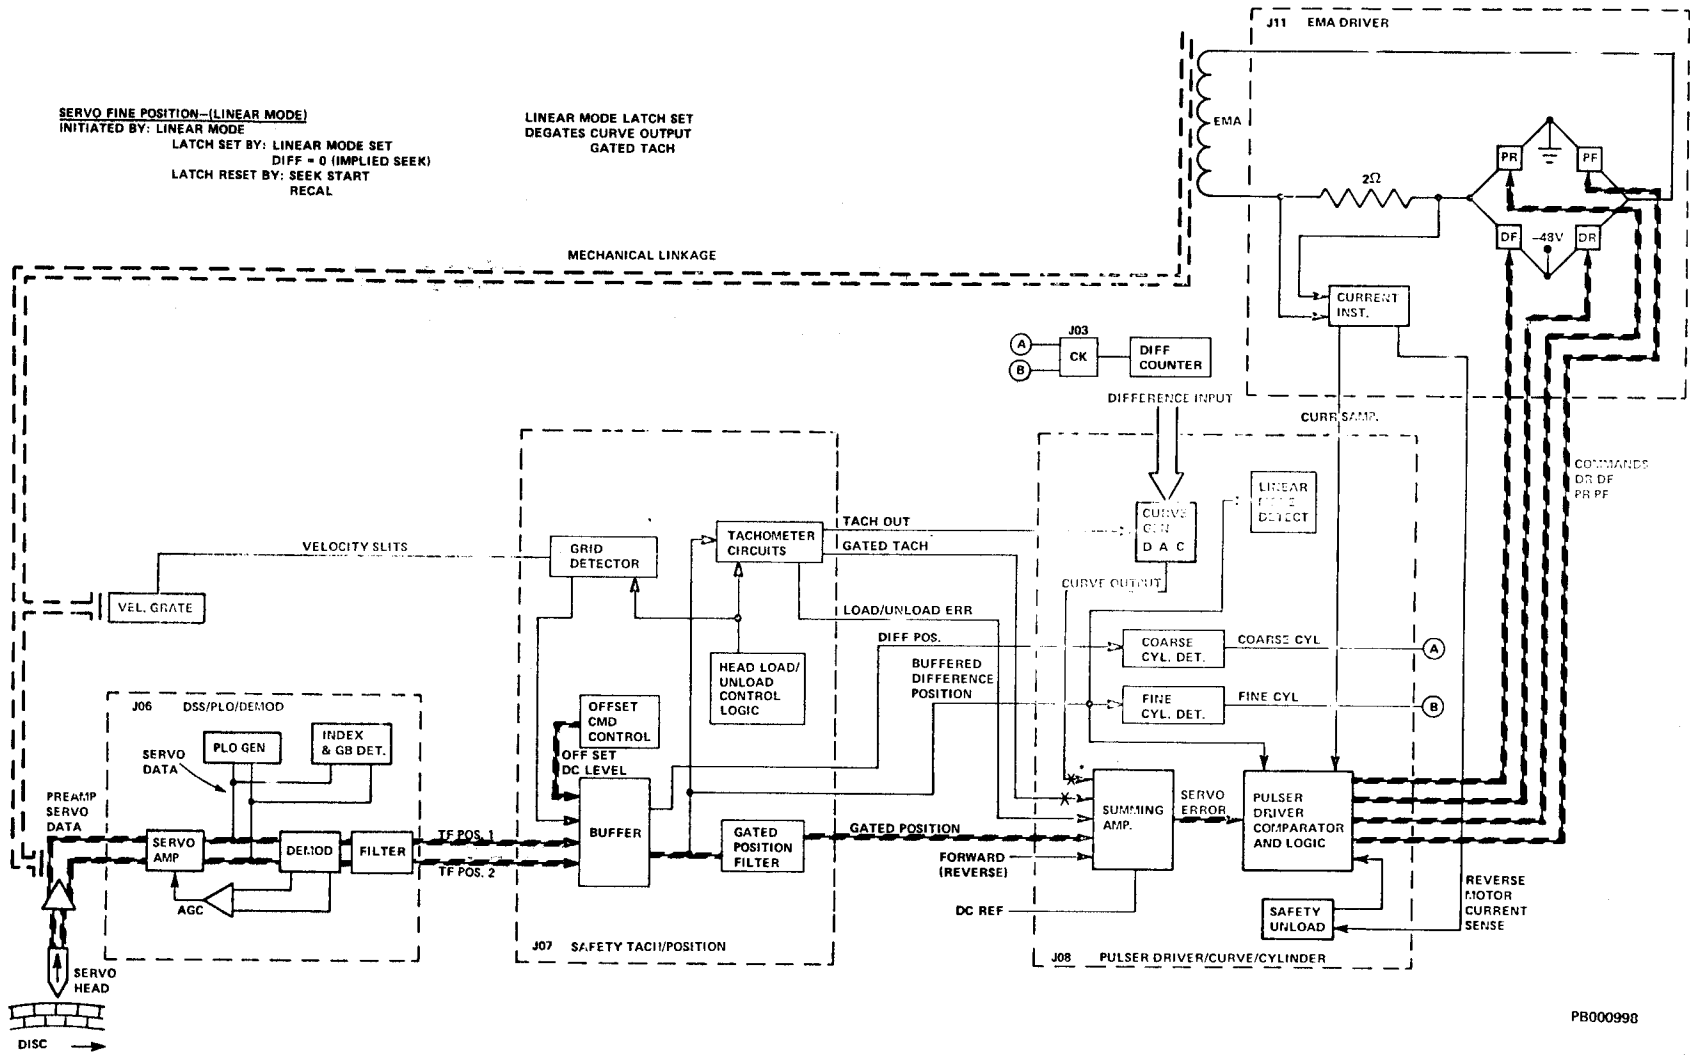 J11 EMA DRIVER
SERVO FINE POSITION–(LINEAR MODE)
INITIATED BY: LINEAR MODE
LATCH SET BY: LINEAR MODE SET
DIFF = 0 (IMPLIED SEEK)
LATCH RESET BY: SEEK START
RECAL
LINEAR MODE LATCH SET
DEGATES CURVE OUTPUT
GATED TACH
EMA
2Ω
PR
PF
DF
-48V
DR
MECHANICAL LINKAGE
CURRENT
INST.
J03
A
B
CK
DIFF
COUNTER
DIFFERENCE INPUT
CURR SAMP.
COMMANDS
DR DF
PR PF
LINEAR
MODE
DETECT
CURVE
GEN
D A C
TACH OUT
GATED TACH
TACHOMETER
CIRCUITS
VELOCITY SLITS
GRID
DETECTOR
CURVE OUTPUT
VEL. GRATE
LOAD/UNLOAD ERR
DIFF POS.
COARSE
CYL. DET.
COARSE CYL
A
BUFFERED
DIFFERENCE
POSITION
HEAD LOAD/
UNLOAD
CONTROL
LOGIC
FINE
CYL. DET.
FINE CYL
B
J06 DSS/PLO/DEMOD
OFFSET
CMD
CONTROL
PLO GEN
INDEX
& GB DET.
SERVO
DATA
OFF SET
DC LEVEL
PREAMP
SERVO
DATA
SERVO
AMP
DEMOD
FILTER
TF POS. 1
TF POS. 2
AGC
BUFFER
GATED
POSITION
FILTER
GATED POSITION
SUMMING
AMP.
SERVO
ERROR
PULSER
DRIVER
COMPARATOR
AND LOGIC
FORWARD
(REVERSE)
DC REF
SAFETY
UNLOAD
REVERSE
MOTOR
CURRENT
SENSE
J07 SAFETY TACH/POSITION
J08 PULSER DRIVER/CURVE/CYLINDER
SERVO
HEAD
DISC
PB000998